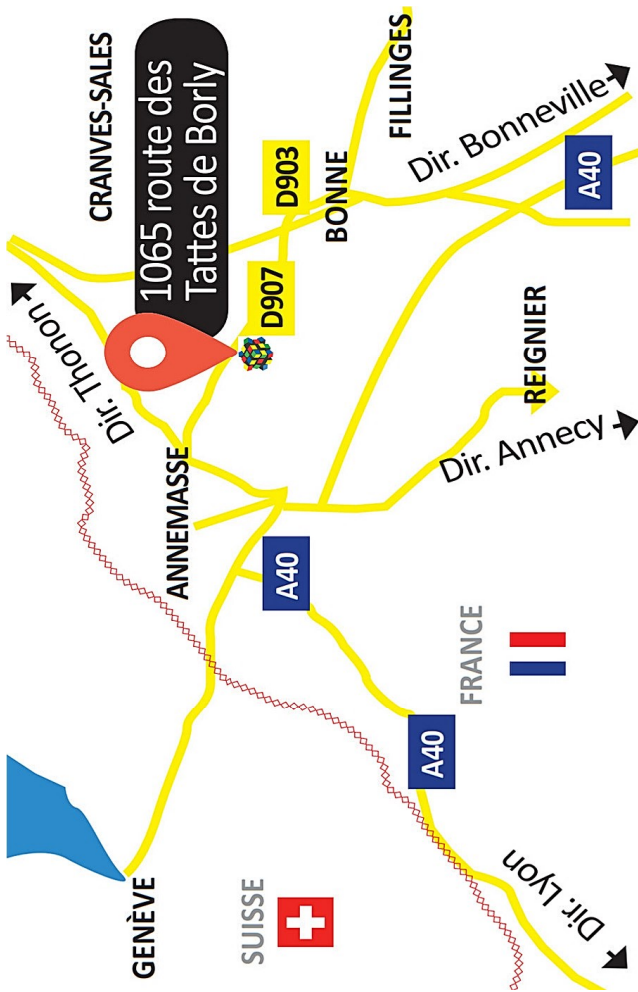 CRANVES-SALES
1065 route des
Tattes de Borly
Dir. Thonon
D907
D903
BONNE
FILLINGES
Dir. Bonneville
A40
ANNEMASSE
REIGNIER
Dir. Annecy
A40
GENÈVE
SUISSE
FRANCE
A40
Dir. Lyon